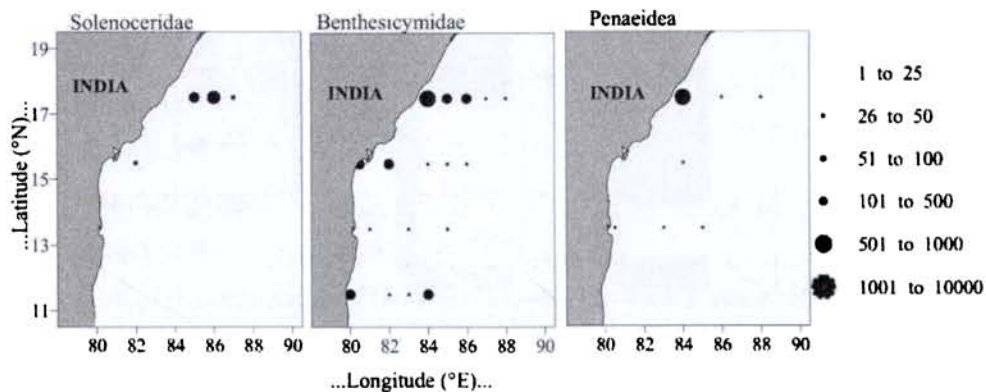 Solenoceridae
Benthesicymidae
Penaeidea
19
17
15
13
11
...Latitude (°N)...
INDIA
INDIA
INDIA
80 82 84 86 88 90
80 82 84 86 88 90
80 82 84 86 88 90
...Longitude (°E)...
1 to 25
26 to 50
51 to 100
101 to 500
501 to 1000
1001 to 10000